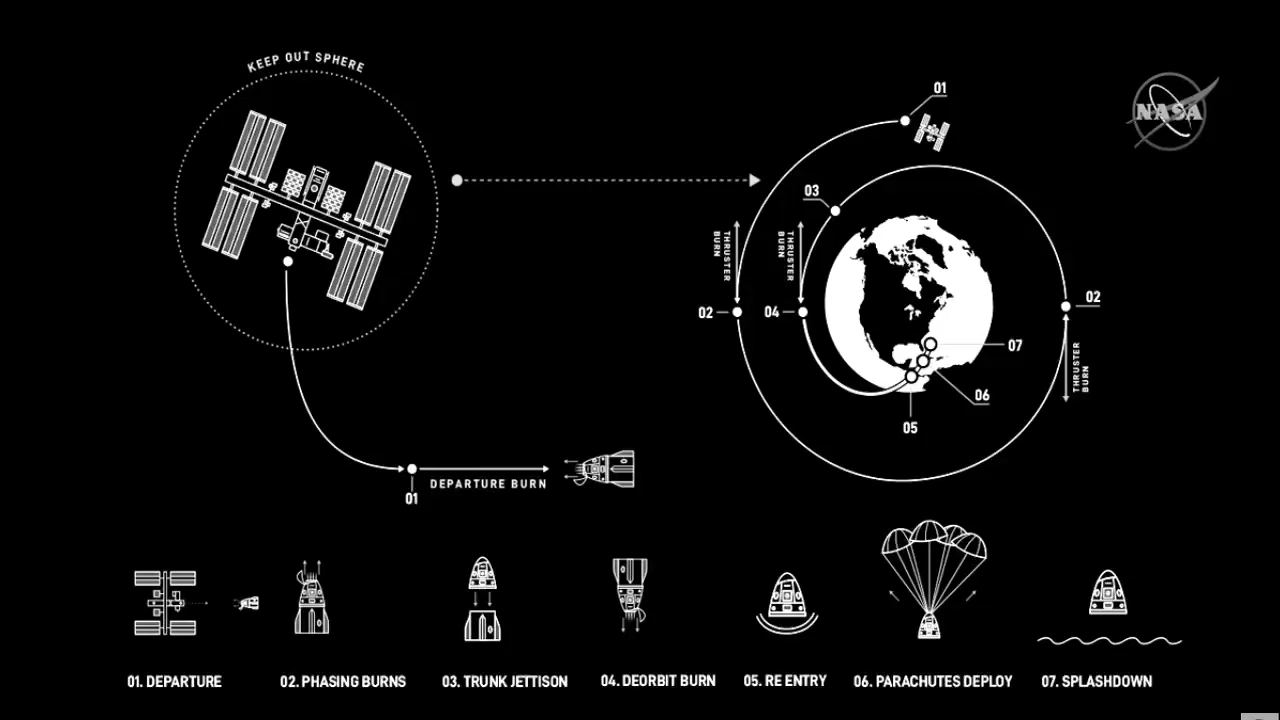 KEEP OUT SPHERE
01
NASA
03
THRUSTER
BURN
THRUSTER
BURN
02
04
02
07
THRUSTER
BURN
06
05
DEPARTURE BURN
01
01. DEPARTURE
02. PHASING BURNS
03. TRUNK JETTISON
04. DEORBIT BURN
05. RE ENTRY
06. PARACHUTES DEPLOY
07. SPLASHDOWN